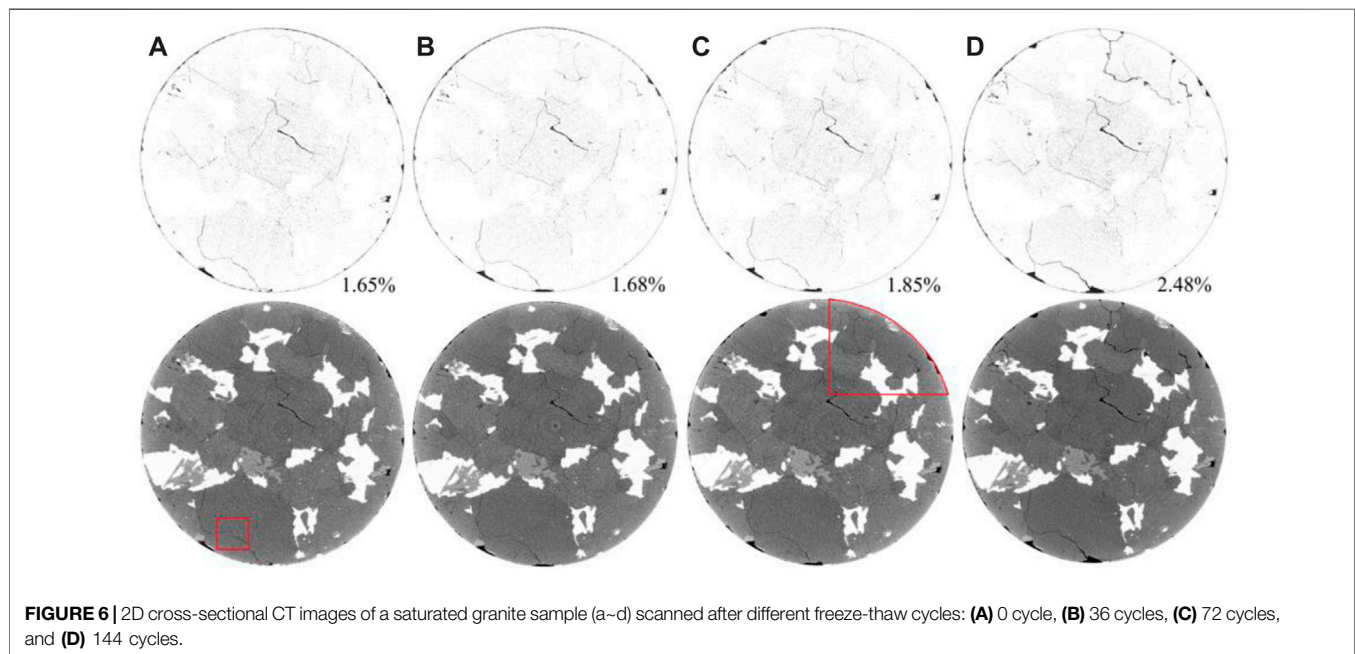 A
B
C
D
1.65%
1.68%
1.85%
2.48%
FIGURE 6 | 2D cross-sectional CT images of a saturated granite sample (a~d) scanned after different freeze-thaw cycles: (A) 0 cycle, (B) 36 cycles, (C) 72 cycles,
and (D) 144 cycles.